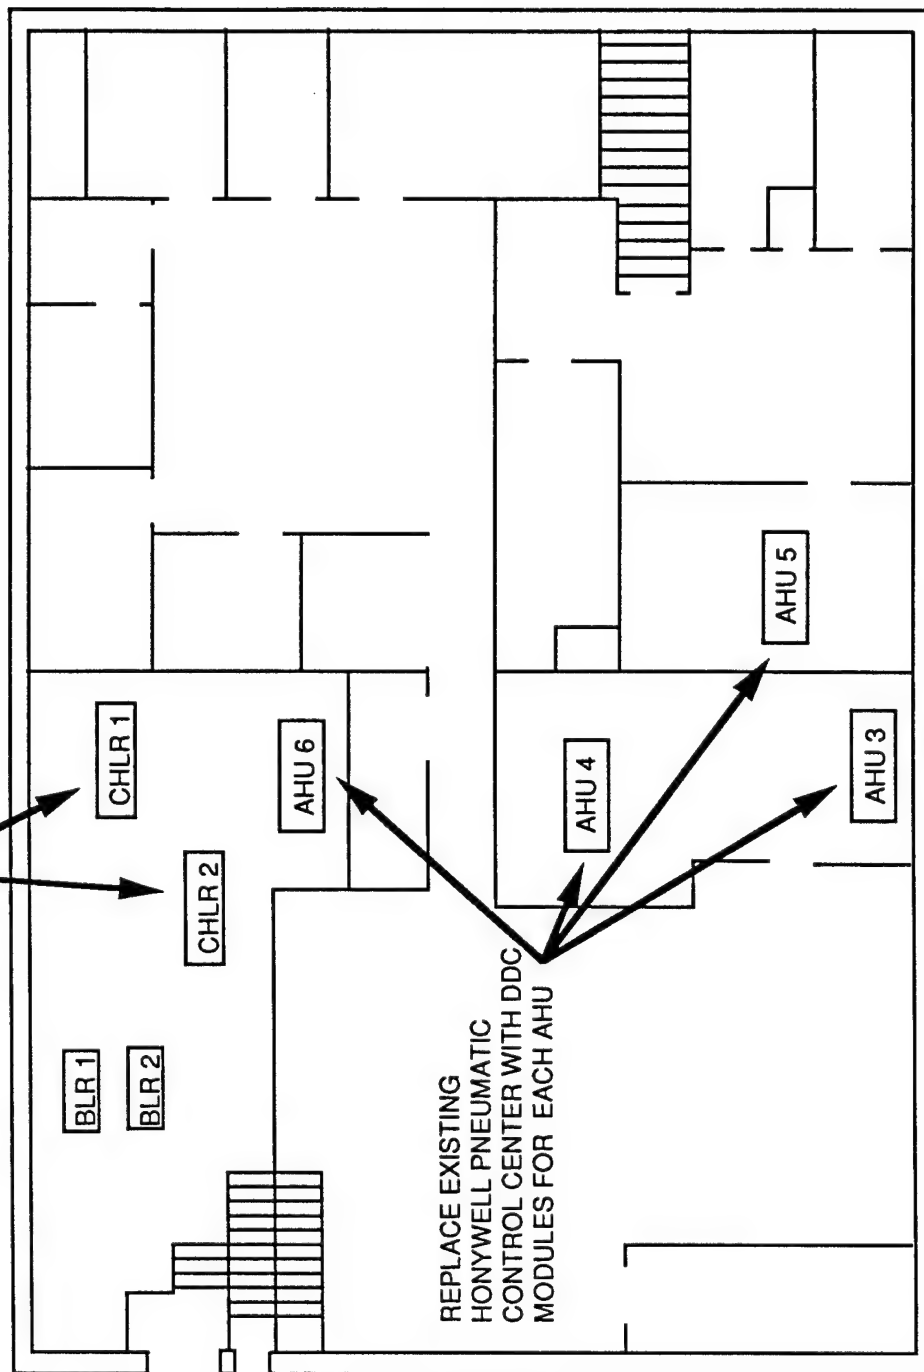 BLR 1
BLR 2
CHLR 2
CHLR 1
AHU 6
REPLACE EXISTING
HONYWELL PNEUMATIC
CONTROL CENTER WITH DDC
MODULES FOR EACH AHU
AHU 4
AHU 5
AHU 3